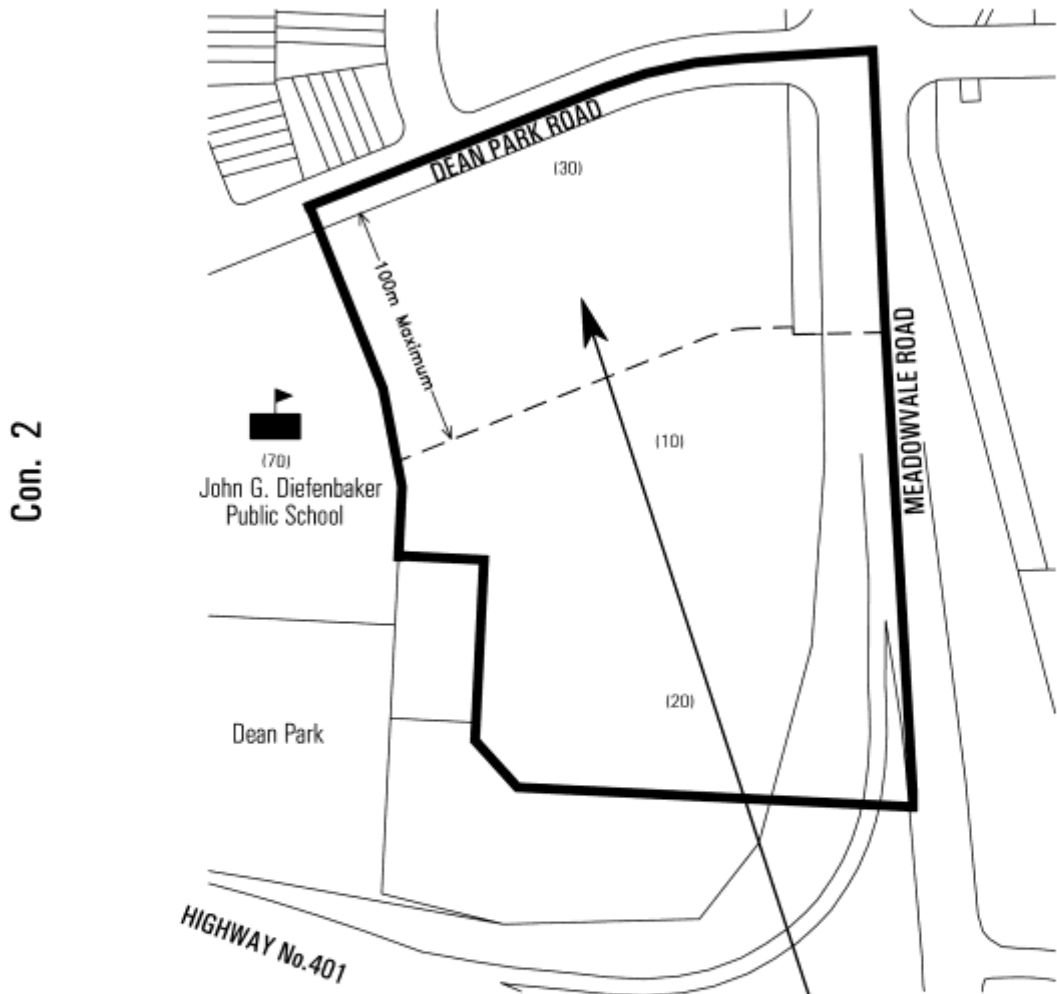 DEAN PARK ROAD
(30)
100m Maximum
MEADOWVALE ROAD
(10)
Con. 2
(70)
John G. Diefenbaker
Public School
(20)
Dean Park
HIGHWAY No.401